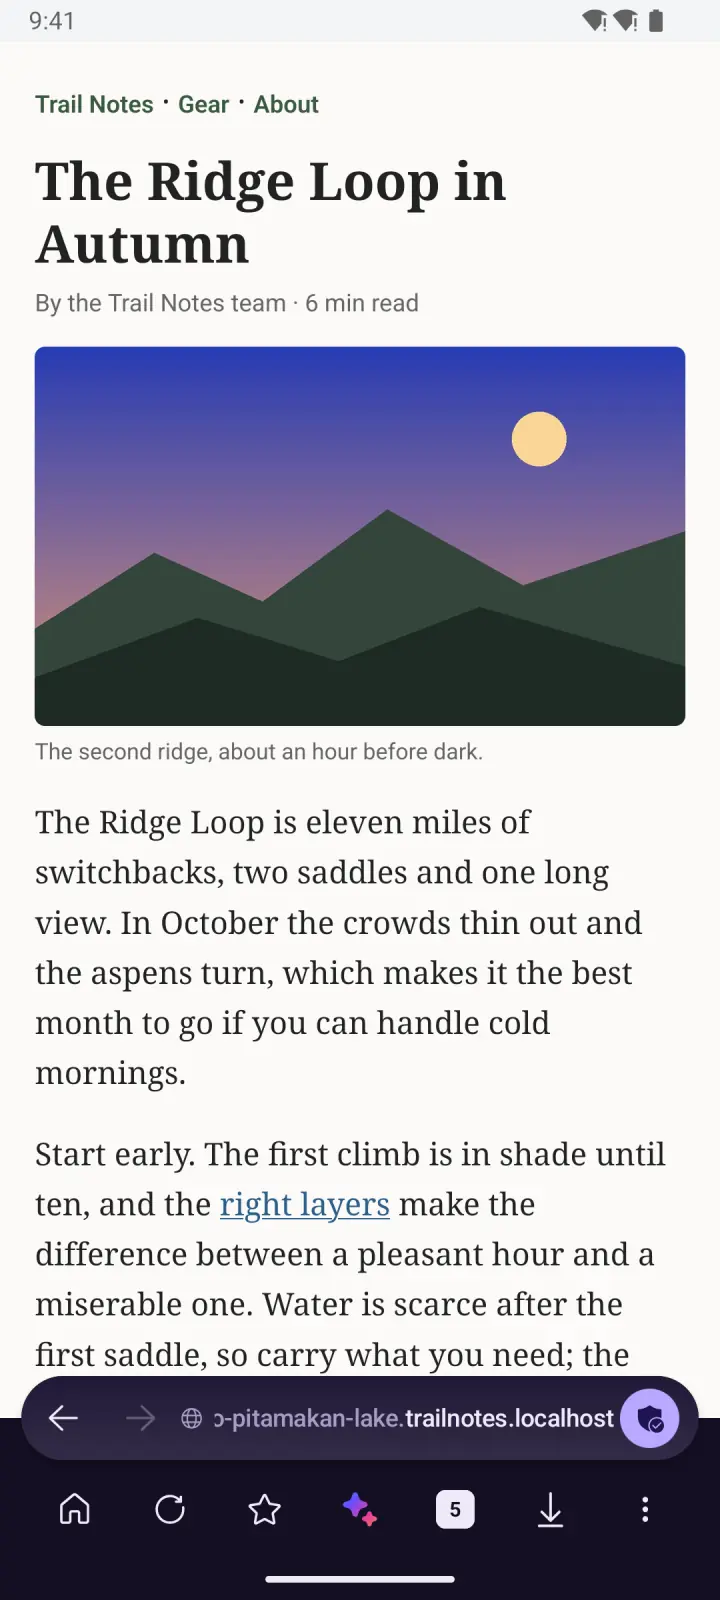 9:41
Trail Notes · Gear · About
The Ridge Loop in
Autumn
By the Trail Notes team · 6 min read
The second ridge, about an hour before dark.
The Ridge Loop is eleven miles of
switchbacks, two saddles and one long
view. In October the crowds thin out and
the aspens turn, which makes it the best
month to go if you can handle cold
mornings.
Start early. The first climb is in shade until
ten, and the right layers make the
difference between a pleasant hour and a
miserable one. Water is scarce after the
first saddle, so carry what you need; the
-pitamakan-lake.trailnotes.localhost
5